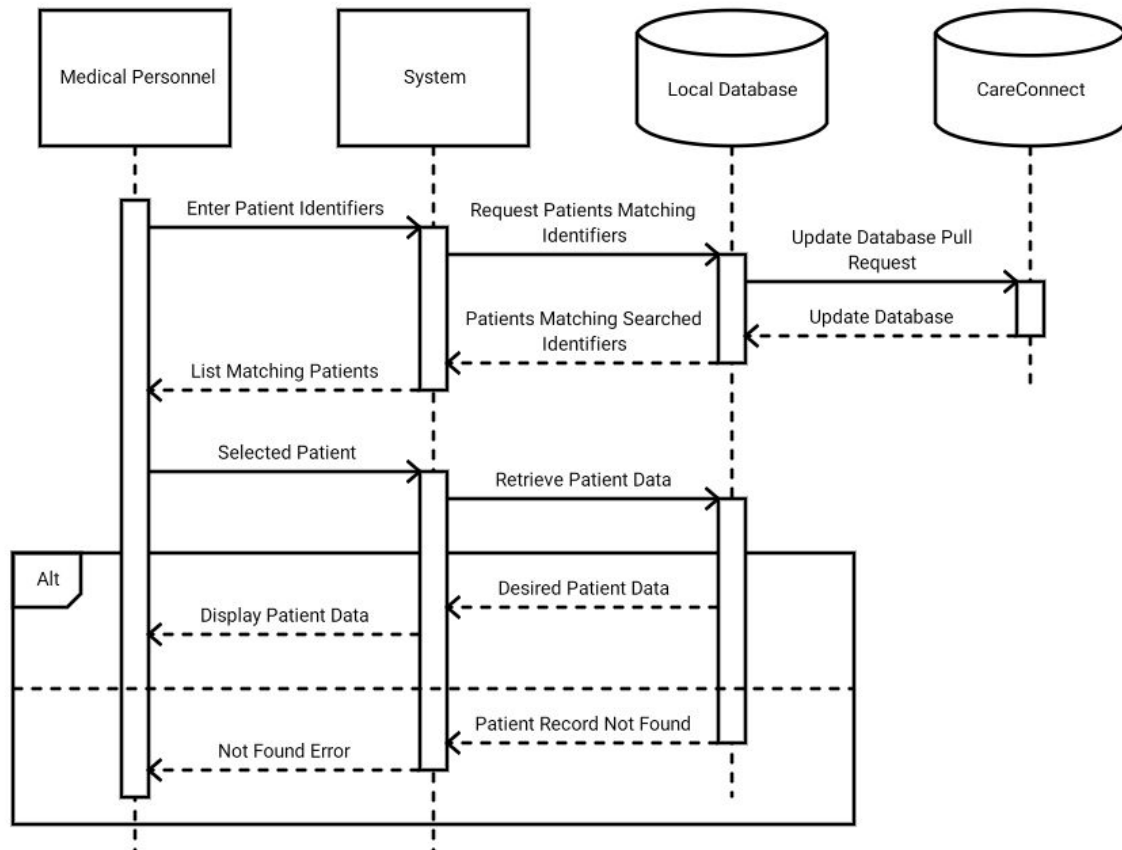 Medical Personnel
System
Local Database
CareConnect
Enter Patient Identifiers
Request Patients Matching
Identifiers
Update Database Pull
Request
Update Database
Patients Matching Searched
Identifiers
List Matching Patients
Selected Patient
Retrieve Patient Data
Alt
Desired Patient Data
Display Patient Data
Patient Record Not Found
Not Found Error